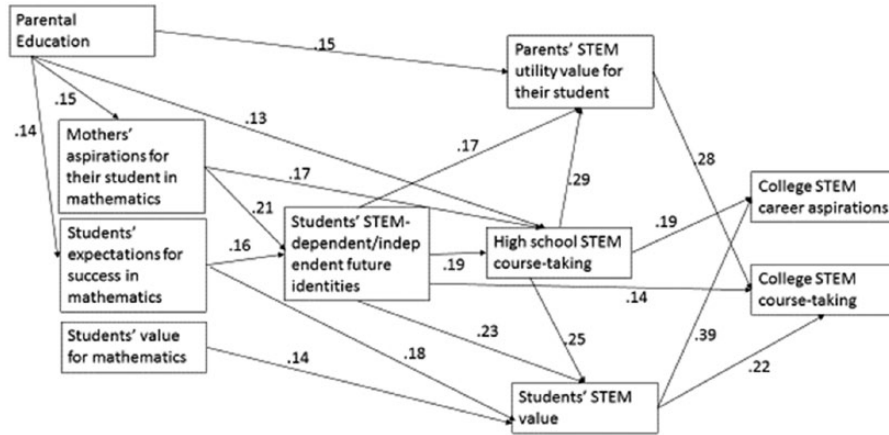 Parental
Education
.15
Parents' STEM
utility value for
their student
.15
.14
.13
Mothers'
aspirations for
their student in
mathematics
.17
.17
.28
.29
College STEM
career aspirations
.21
Students' STEM-
dependent/indep
endent future
identities
.19
High school STEM
course-taking
.19
Students'
expectations for
success in
mathematics
.16
.14
College STEM
course-taking
Students' value
for mathematics
.23
.25
.39
.14
.18
.22
Students' STEM
value